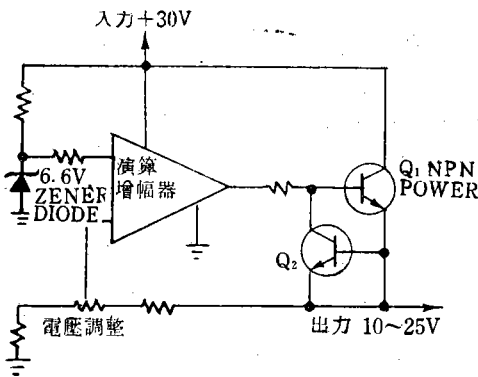 入力+30V
演算
增幅器
6.6V
ZENER
DIODE
Q₁ NPN
POWER
Q₂
電壓調整
出力 10~25V